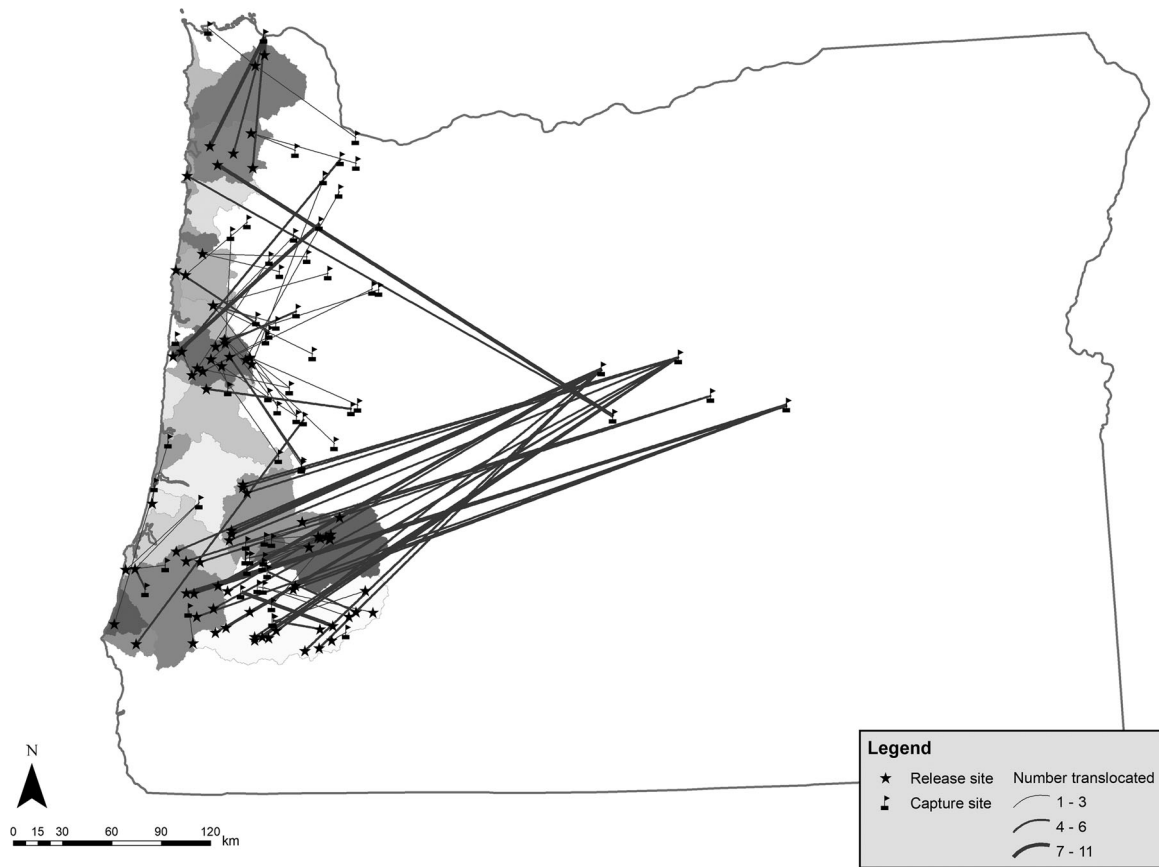 N
0 15 30 60 90 120
km
Legend
Release site
Capture site
Number translocated
1 - 3
4 - 6
7 - 11